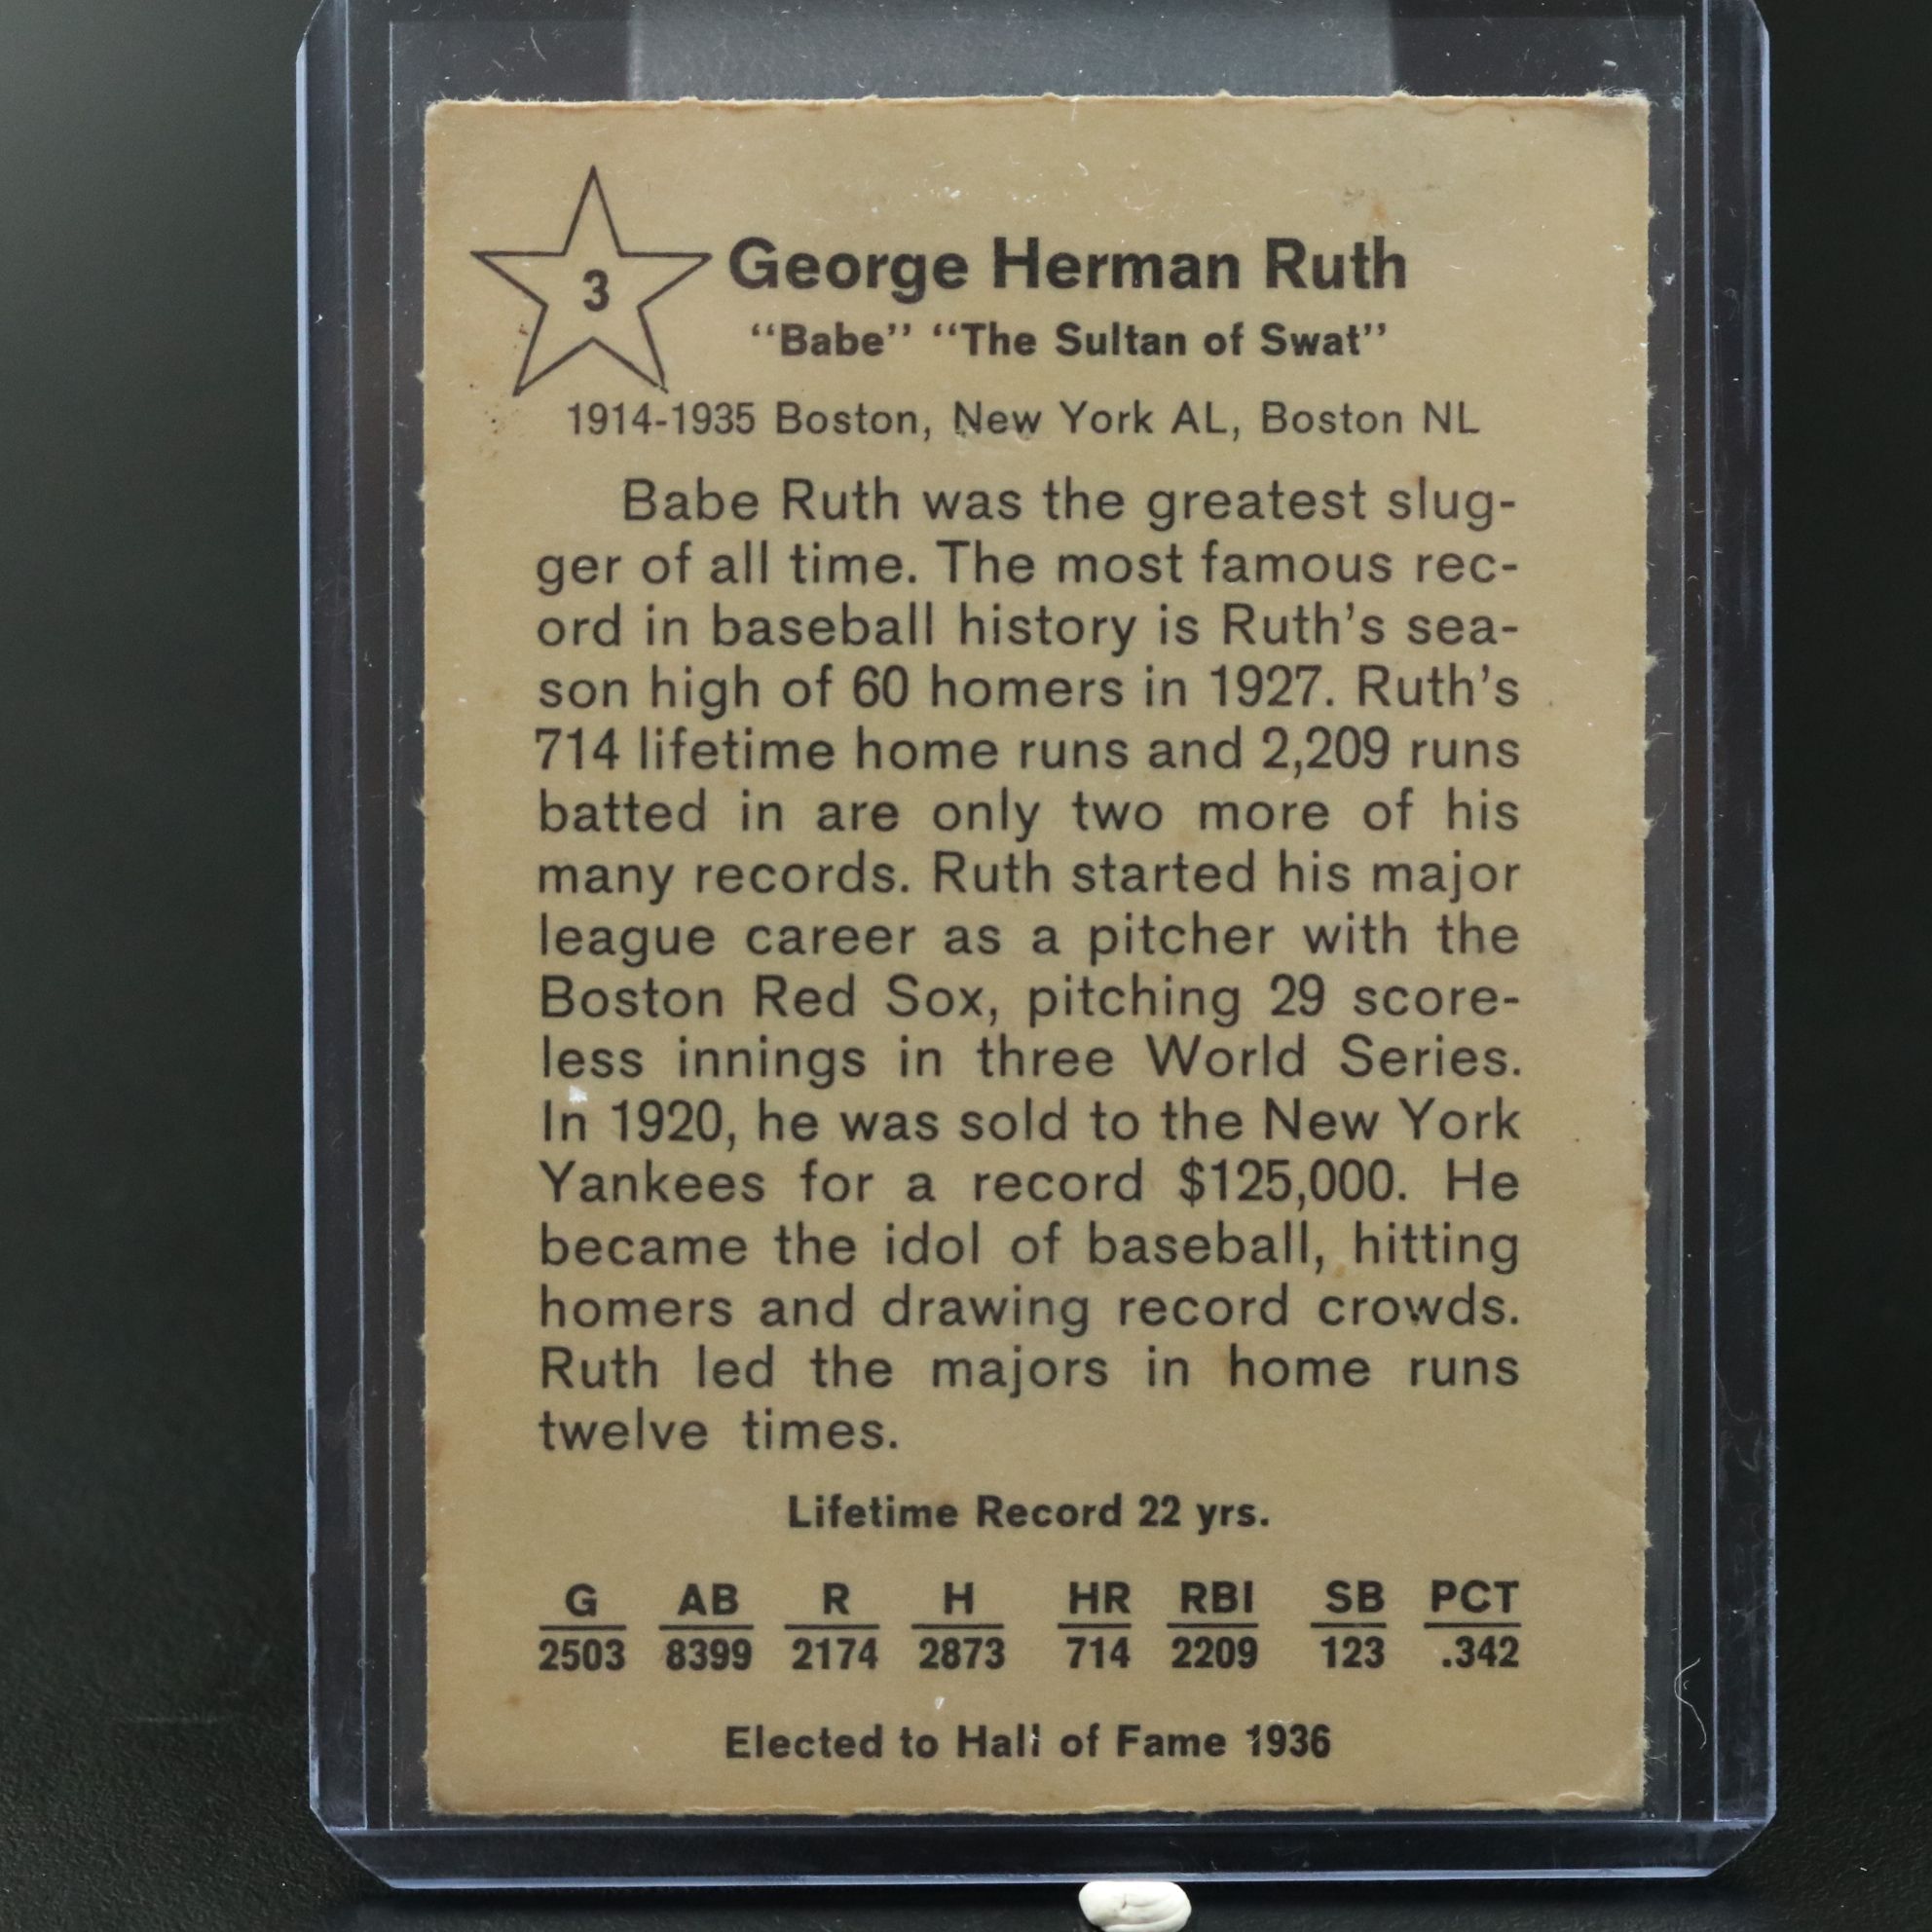 3
George Herman Ruth
“Babe” “The Sultan of Swat”
1914-1935 Boston, New York AL, Boston NL
Babe Ruth was the greatest slug-
ger of all time. The most famous rec-
ord in baseball history is Ruth’s sea-
son high of 60 homers in 1927. Ruth’s
714 lifetime home runs and 2,209 runs
batted in are only two more of his
many records. Ruth started his major
league career as a pitcher with the
Boston Red Sox, pitching 29 score-
less innings in three World Series.
In 1920, he was sold to the New York
Yankees for a record $125,000. He
became the idol of baseball, hitting
homers and drawing record crowds.
Ruth led the majors in home runs
twelve times.
Lifetime Record 22 yrs.
G AB R H HR RBI SB PCT
2503 8399 2174 2873 714 2209 123 .342
Elected to Hall of Fame 1936